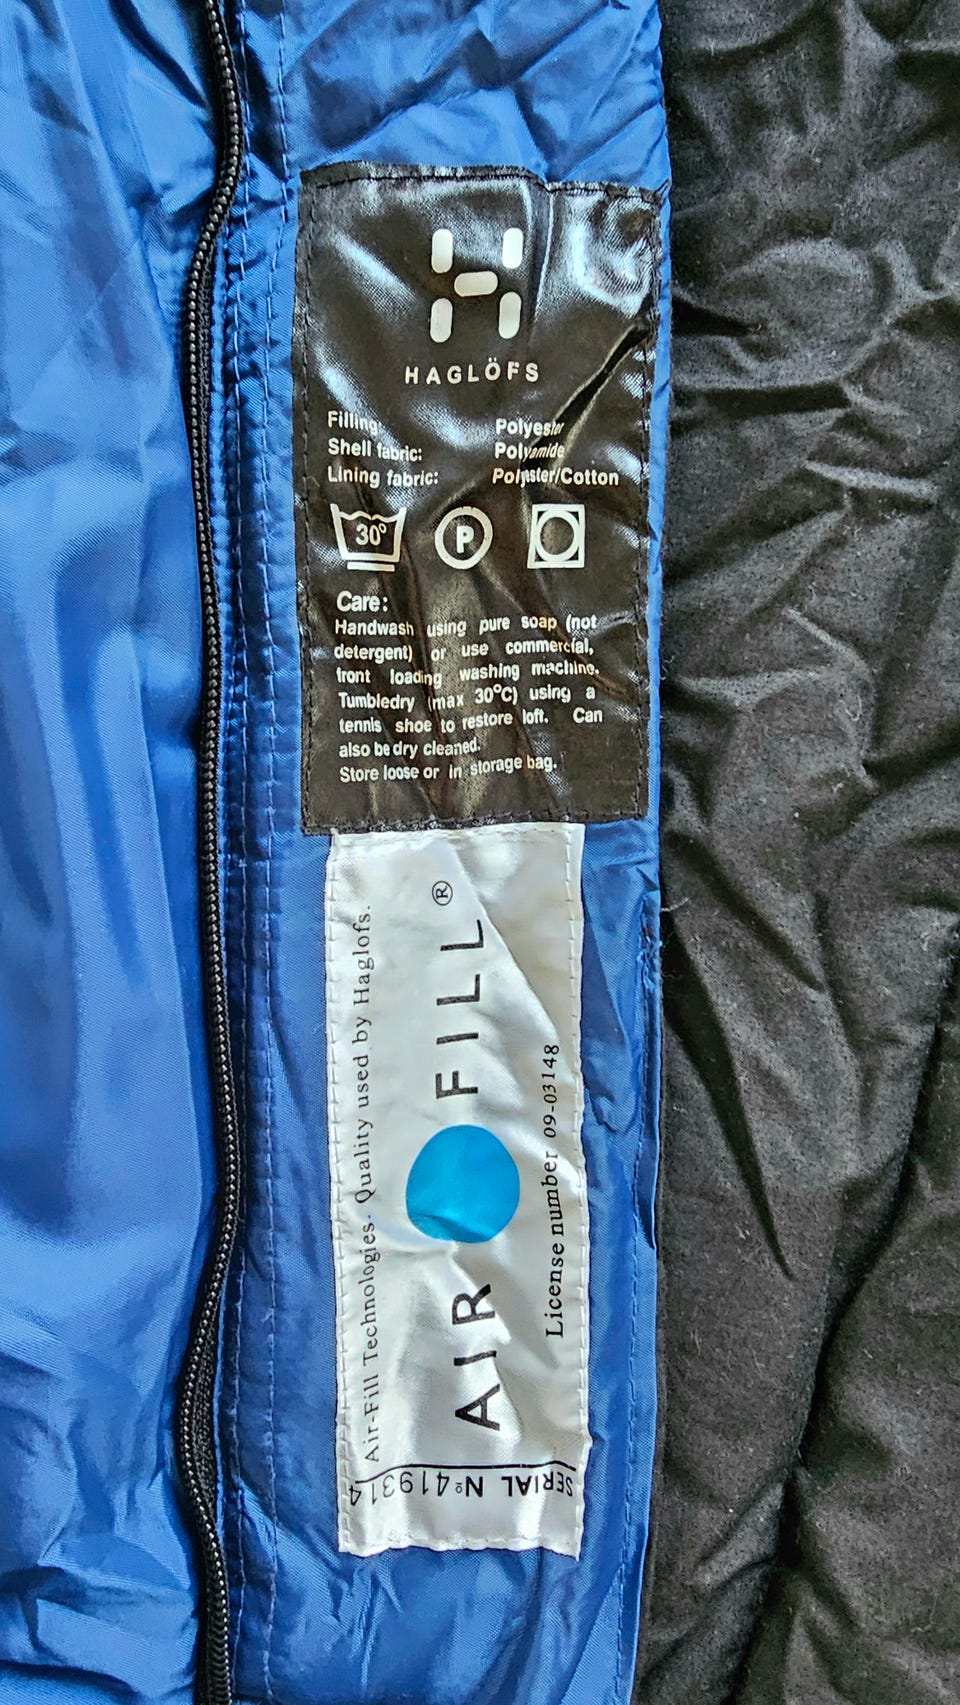 HAGLÖFS
Filling: Polyester
Shell fabric: Polyamide
Lining fabric: Polyester/Cotton
30° P
Care:
Handwash using pure soap (not
detergent) or use commercial,
front loading washing machine.
Tumbledry (max 30°C) using a
tennis shoe to restore loft. Can
also be dry cleaned.
Store loose or in storage bag.
Air-Fill Technologies. Quality used by Haglofs.
AIR FILL®
License number 09-03148
SERIAL Nº 419314